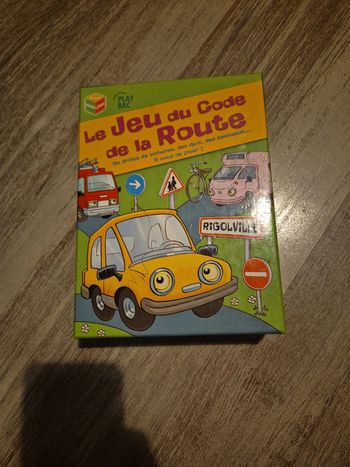 PLAY
BAC
Le Jeu du Code
de la Route
De drôles de voitures, des quiz, des panneaux...
À vous de jouer !
RIGOLVILLE